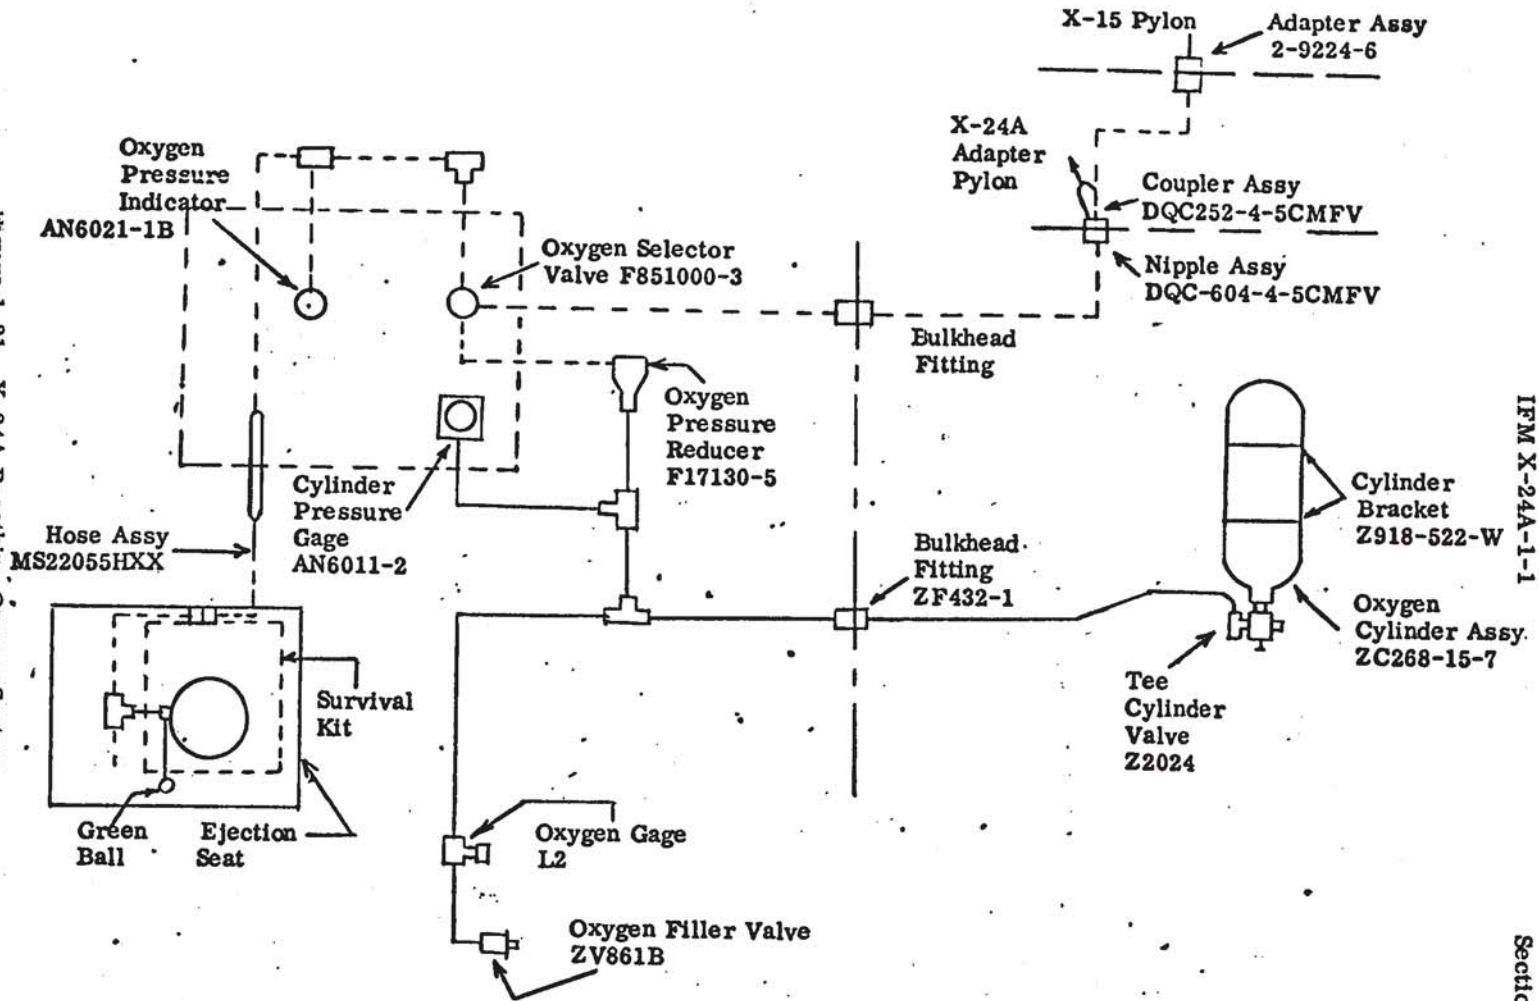 X-15 Pylon
Adapter Assy
2-9224-6
X-24A
Adapter
Pylon
Coupler Assy
DQC252-4-5CMFV
Nipple Assy
DQC-604-4-5CMFV
Oxygen
Pressure
Indicator
AN6021-1B
Oxygen Selector
Valve F851000-3
Bulkhead
Fitting
Oxygen
Pressure
Reducer
F17130-5
Cylinder
Pressure
Gage
AN6011-2
Hose Assy
MS22055HXX
Bulkhead
Fitting
ZF432-1
Cylinder
Bracket
Z918-522-W
Oxygen
Cylinder Assy.
ZC268-15-7
Tee
Cylinder
Valve
Z2024
Survival
Kit
Green
Ball
Ejection
Seat
Oxygen Gage
L2
Oxygen Filler Valve
ZV861B
IFM X-24A-1-1